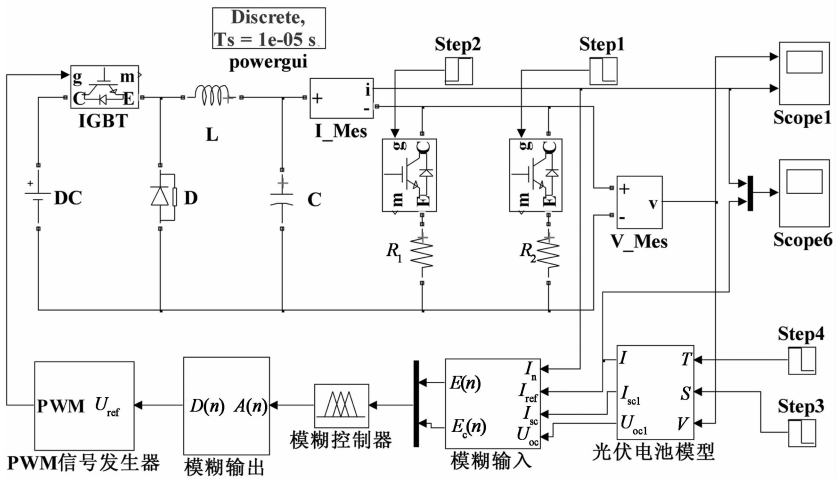 Discrete,
Ts = 1e-05 s.
powergui
Step2
Step1
g m
C E
IGBT
L
+ i
-
I_Mes
Scope1
g C
m E
g C
m E
+
DC
D
C
+ v
-
V_Mes
Scope6
R1
R2
Step4
Step3
PWM Uref
PWM信号发生器
D(n) A(n)
模糊输出
模糊控制器
E(n)
Ec(n)
In
Iref
Isc
Uoc
模糊输入
I T
Isc1 S
Uoc1 V
光伏电池模型